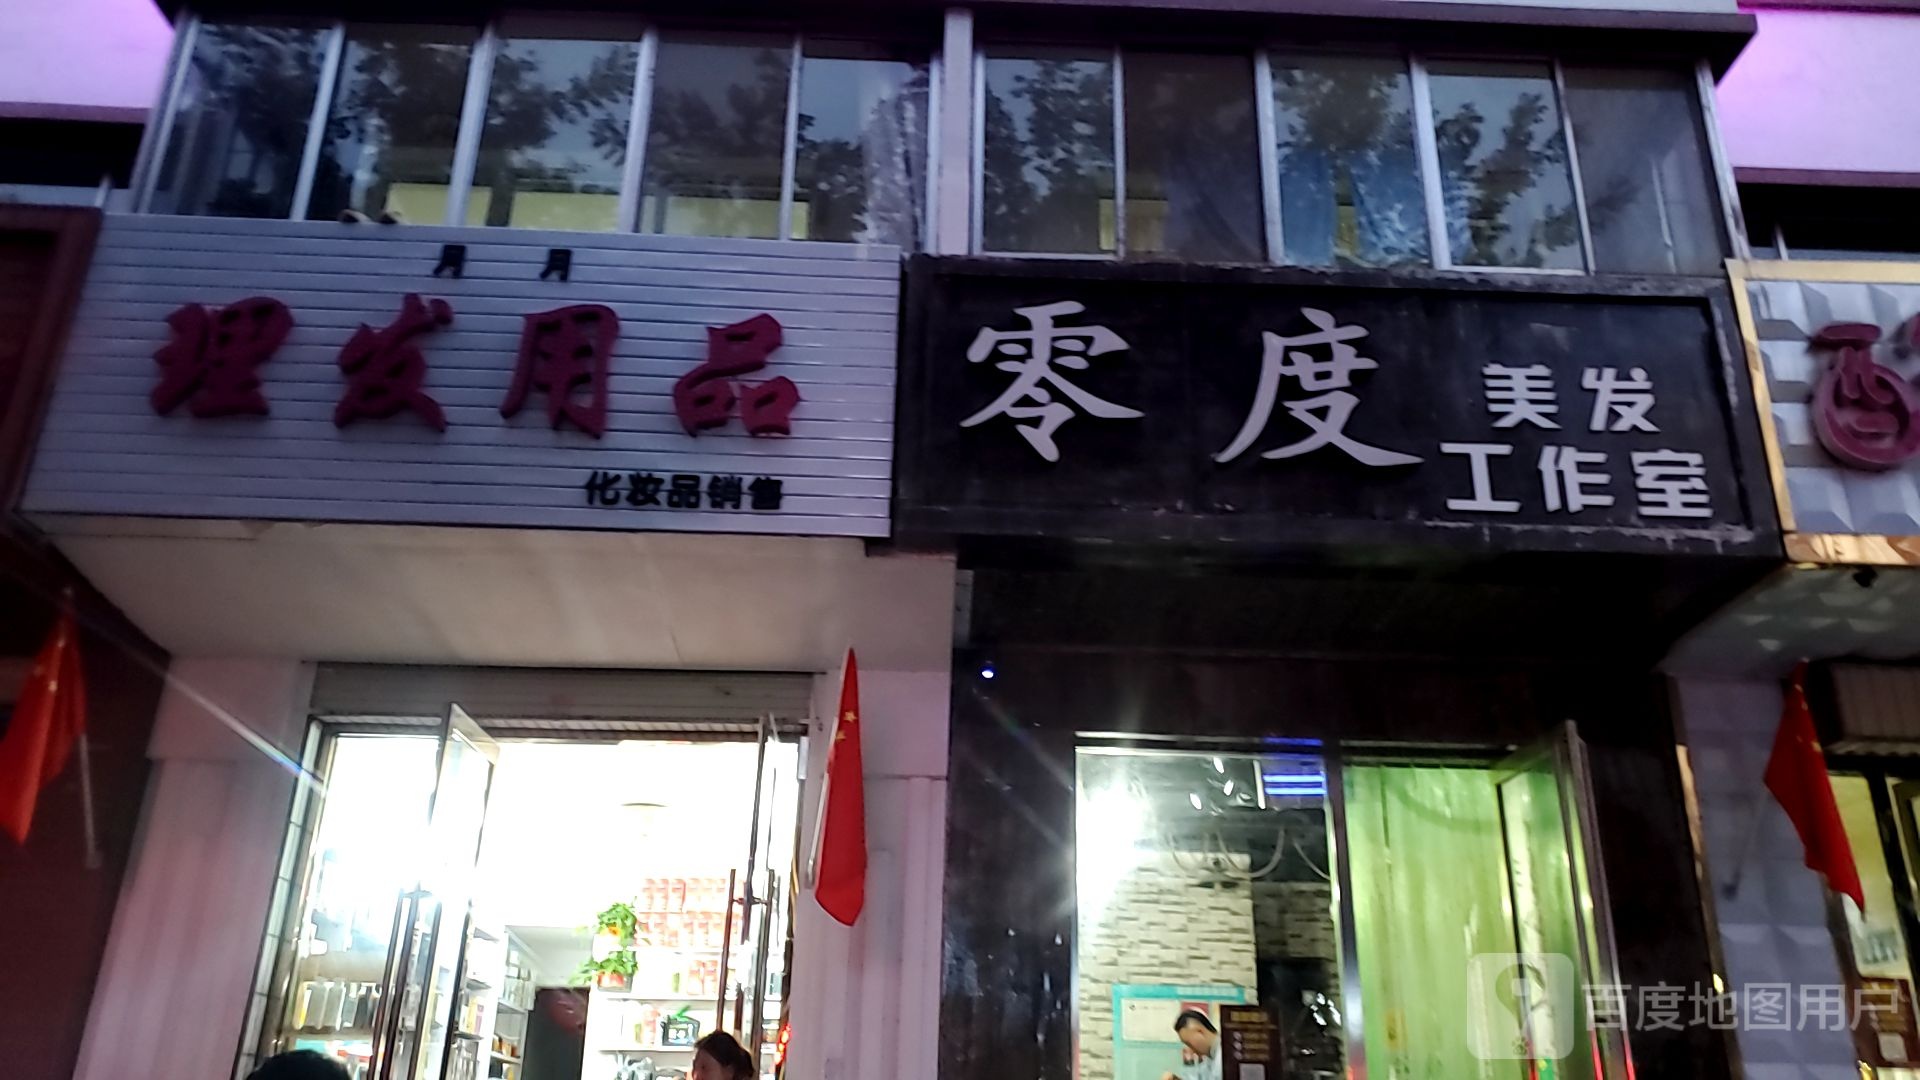 月月
理发用品
化妆品销售
零度
美发
工作室
百度地图用户